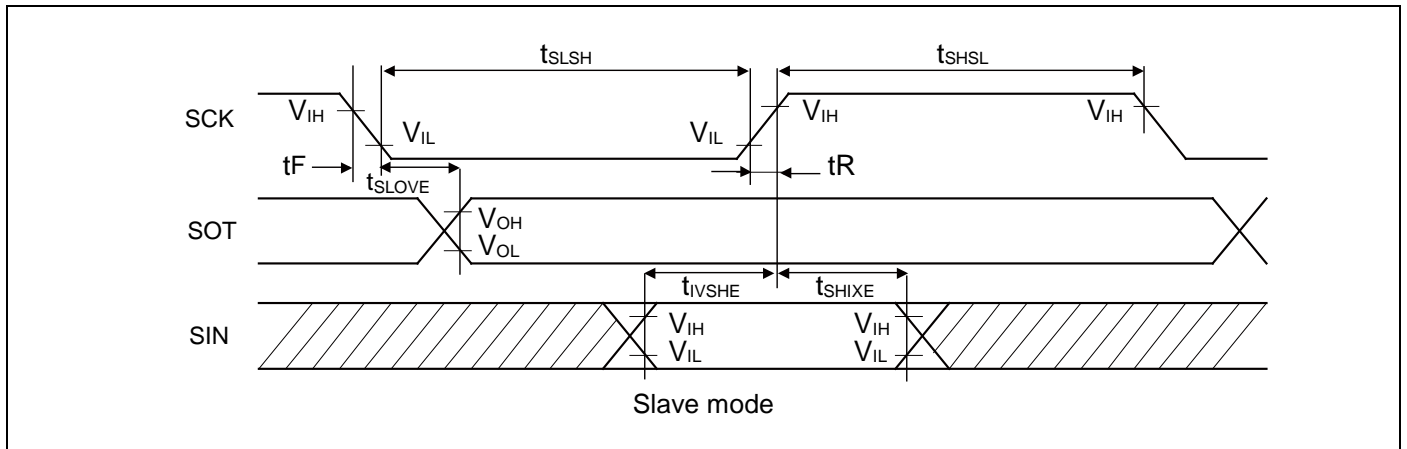 tSLSH tSHSL
SCK VIH VIH VIH
VIL VIL
tF tR
tSLOVE
SOT VOH
VOL
tIVSHE tSHIXE
SIN VIH VIH
VIL VIL
Slave mode